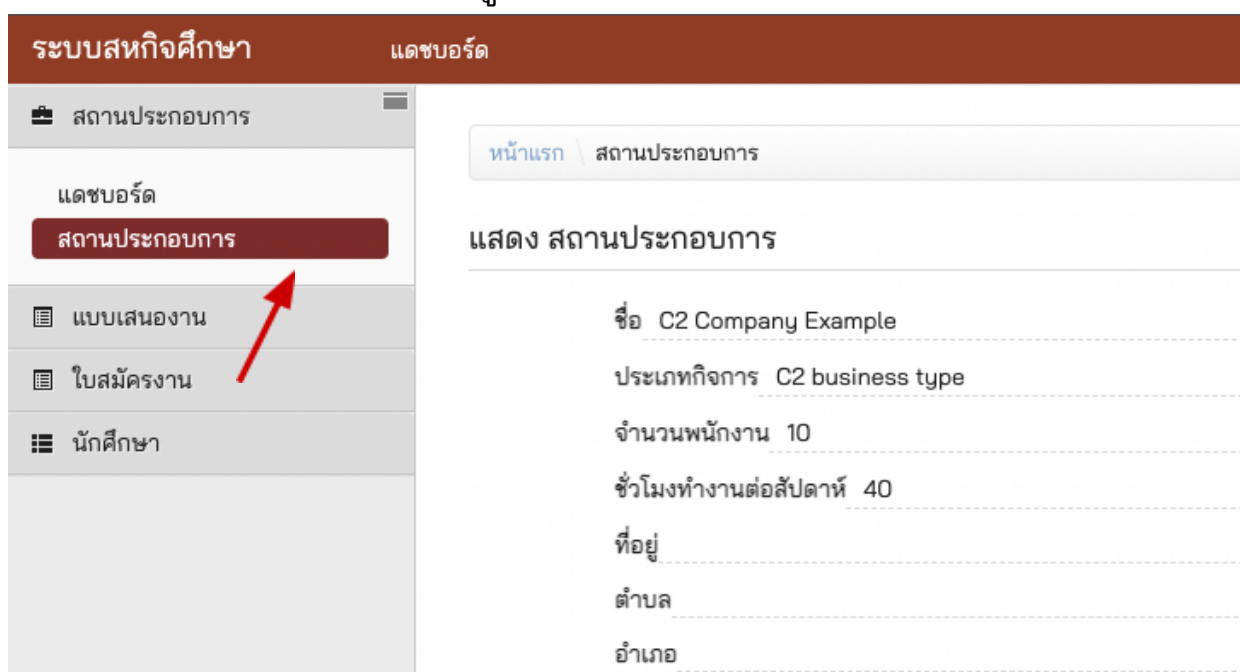 ระบบสหกิจศึกษา แดชบอร์ด
สถานประกอบการ
แดชบอร์ด
สถานประกอบการ
แบบเสนองาน
ใบสมัครงาน
นักศึกษา
หน้าแรก \ สถานประกอบการ
แสดง สถานประกอบการ
ชื่อ C2 Company Example
ประเภทกิจการ C2 business type
จำนวนพนักงาน 10
ชั่วโมงทำงานต่อสัปดาห์ 40
ที่อยู่
ตำบล
อำเภอ